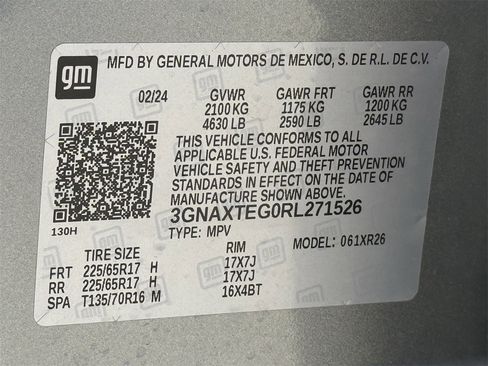 gm
MFD BY GENERAL MOTORS DE MEXICO, S. DE R.L. DE C.V.
02/24 GVWR GAWR FRT GAWR RR
2100 KG 1175 KG 1200 KG
4630 LB 2590 LB 2645 LB
THIS VEHICLE CONFORMS TO ALL
APPLICABLE U.S. FEDERAL MOTOR
VEHICLE SAFETY AND THEFT PREVENTION
STANDARDS IN EFFECT ON THE DATE OF
MANUFACTURE SHOWN ABOVE.
3GNAXTEG0RL271526
130H
TYPE: MPV MODEL: 061XR26
TIRE SIZE RIM
FRT 225/65R17 H 17X7J
RR 225/65R17 H 17X7J
SPA T135/70R16 M 16X4BT